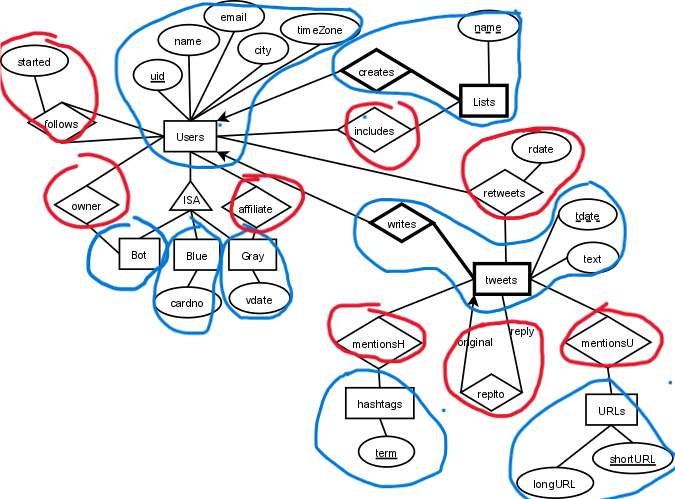 email
timeZone
name
city
name
started
uid
creates
Lists
follows
Users
includes
rdate
retweets
ISA
owner
affiliate
writes
tdate
Bot
Blue
Gray
text
tweets
cardno
vdate
mentionsH
original
reply
mentionsU
replto
hashtags
URLs
term
shortURL
longURL